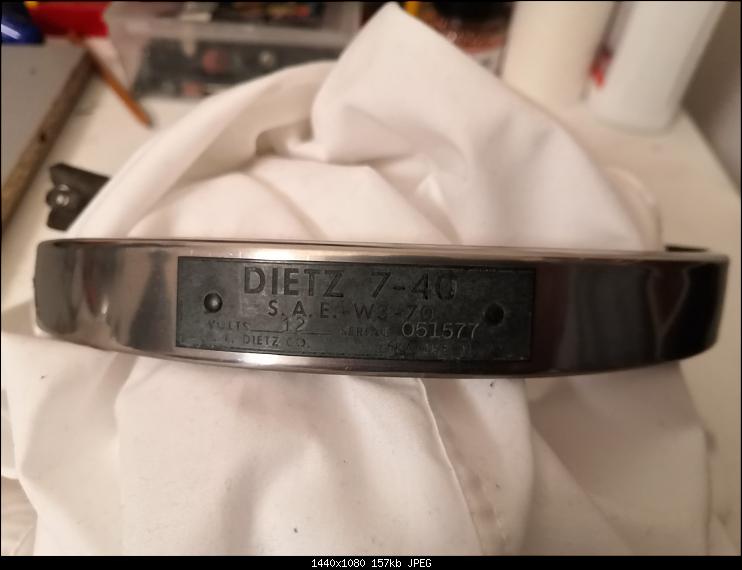 DIETZ 7-40
S.A.E.-W3-70
VOLTS 12 SERIAL 051577
DIETZ CO.
1440x1080 157kb JPEG